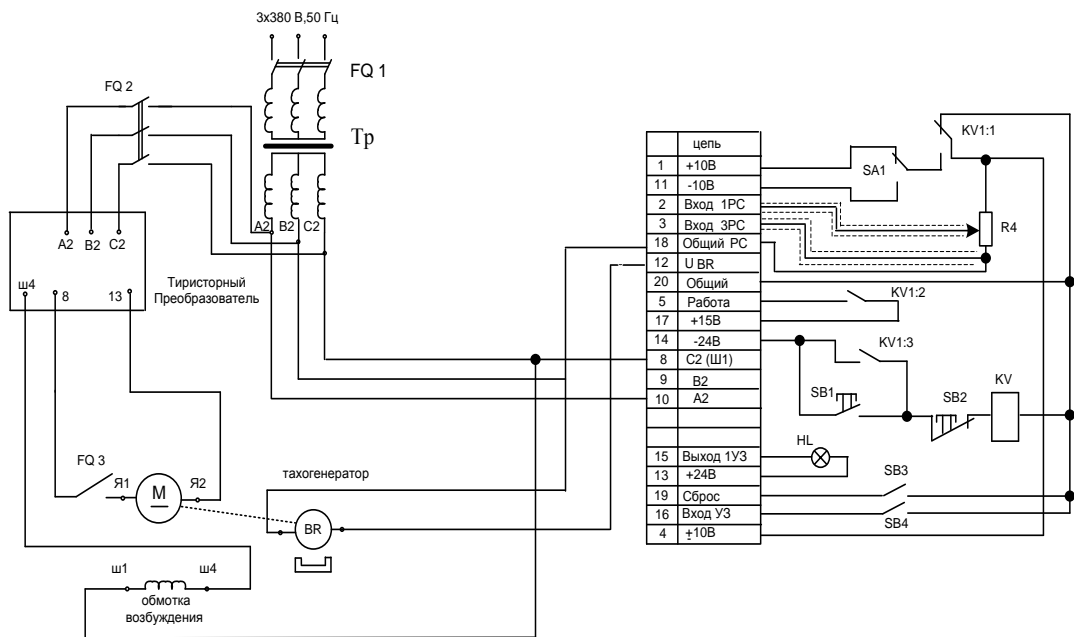 3x380 В,50 Гц
FQ 1
FQ 2
Тр
A2 B2 C2
A2 B2 C2
ш4
8
13
Тиристорный
Преобразователь
FQ 3
Я1
М
Я2
тахогенератор
BR
ш1
ш4
обмотка
возбуждения
цепь
1 +10В
11 -10В
2 Вход 1РС
3 Вход 3РС
18 Общий РС
12 U BR
20 Общий
5 Работа
17 +15В
14 -24В
8 С2 (Ш1)
9 В2
10 А2
15 Выход 1УЗ
13 +24В
19 Сброс
16 Вход УЗ
4 ±10В
KV1:1
SA1
R4
KV1:2
KV1:3
SB1
SB2
KV
HL
SB3
SB4